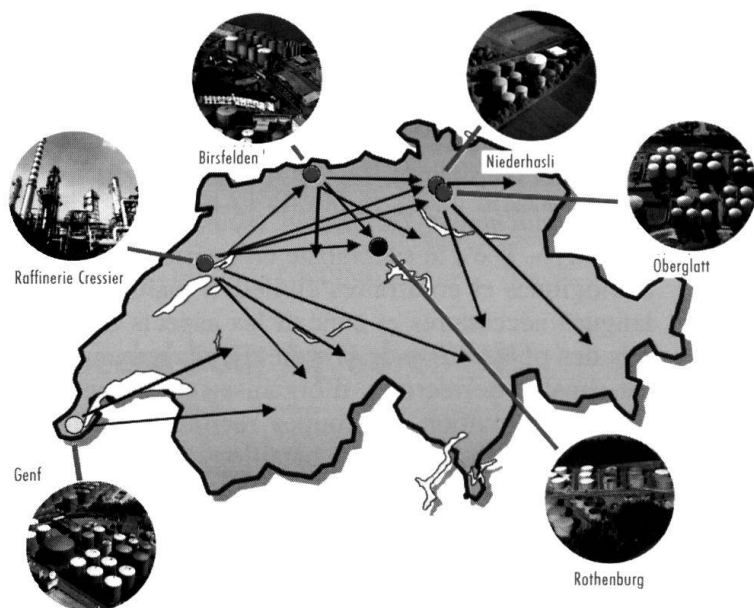 Birsfelden
Niederhasli
Raffinerie Cressier
Oberglatt
Genf
Rothenburg